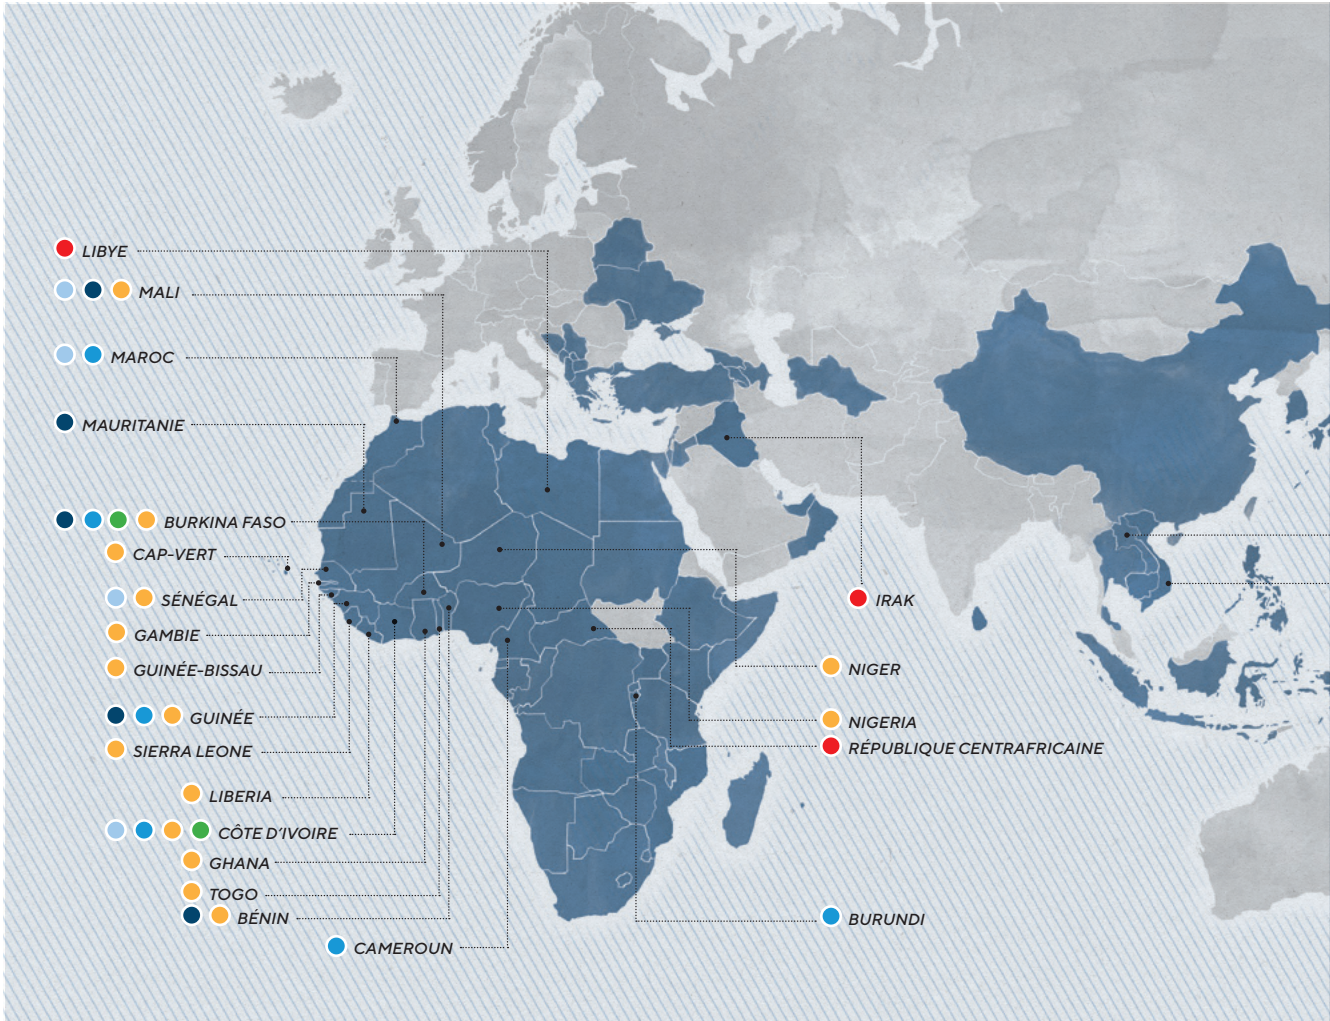 LIBYE
MALI
MAROC
MAURITANIE
BURKINA FASO
CAP-VERT
SÉNÉGAL
GAMBIE
GUINÉE-BISSAU
GUINÉE
SIERRA LEONE
LIBERIA
CÔTE D'IVOIRE
GHANA
TOGO
BÉNIN
CAMEROUN
IRAK
NIGER
NIGERIA
RÉPUBLIQUE CENTRAFRICAINE
BURUNDI